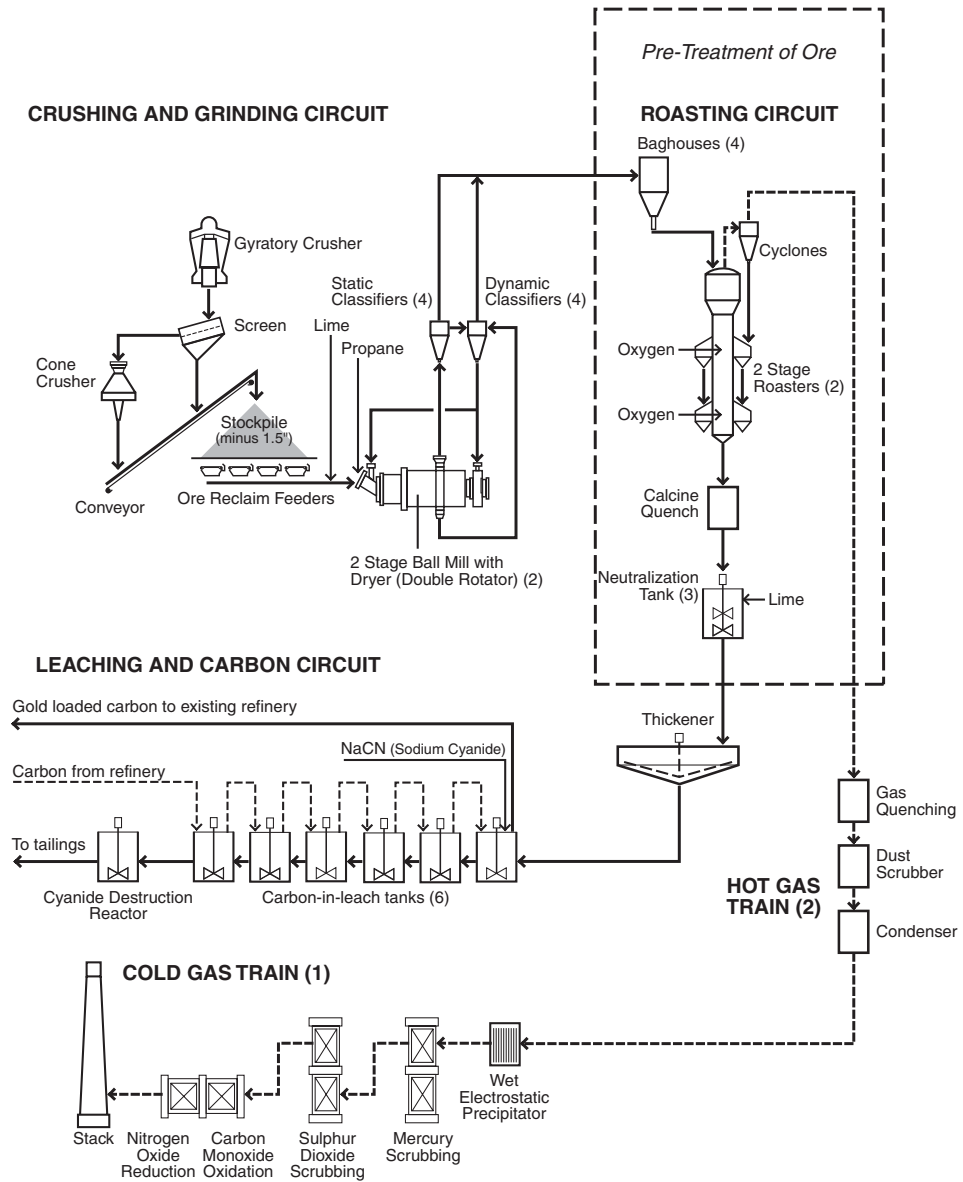 Pre-Treatment of Ore
CRUSHING AND GRINDING CIRCUIT
ROASTING CIRCUIT
Baghouses (4)
Gyratory Crusher
Cyclones
Static
Classifiers (4)
Dynamic
Classifiers (4)
Lime
Screen
Propane
Cone
Crusher
Oxygen
2 Stage
Roasters (2)
Oxygen
Stockpile
(minus 1.5")
Ore Reclaim Feeders
Conveyor
Calcine
Quench
2 Stage Ball Mill with
Dryer (Double Rotator) (2)
Neutralization
Tank (3)
Lime
LEACHING AND CARBON CIRCUIT
Gold loaded carbon to existing refinery
Thickener
NaCN (Sodium Cyanide)
Carbon from refinery
Gas
Quenching
To tailings
Dust
Scrubber
Cyanide Destruction
Reactor
Carbon-in-leach tanks (6)
HOT GAS
TRAIN (2)
Condenser
COLD GAS TRAIN (1)
Wet
Electrostatic
Precipitator
Stack
Nitrogen
Oxide
Reduction
Carbon
Monoxide
Oxidation
Sulphur
Dioxide
Scrubbing
Mercury
Scrubbing